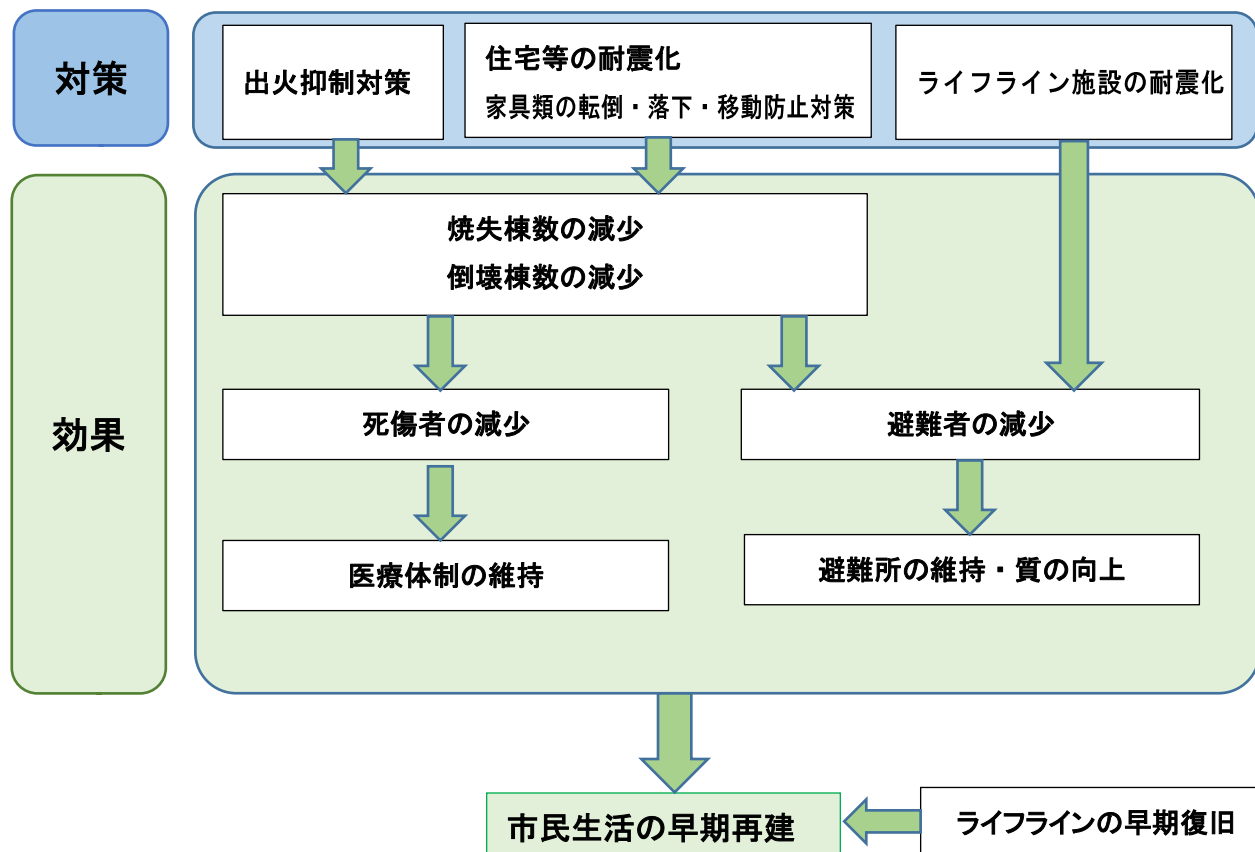 対策
出火抑制対策
住宅等の耐震化
家具類の転倒・落下・移動防止対策
ライフライン施設の耐震化
効果
焼失棟数の減少
倒壊棟数の減少
死傷者の減少
避難者の減少
医療体制の維持
避難所の維持・質の向上
市民生活の早期再建
ライフラインの早期復旧